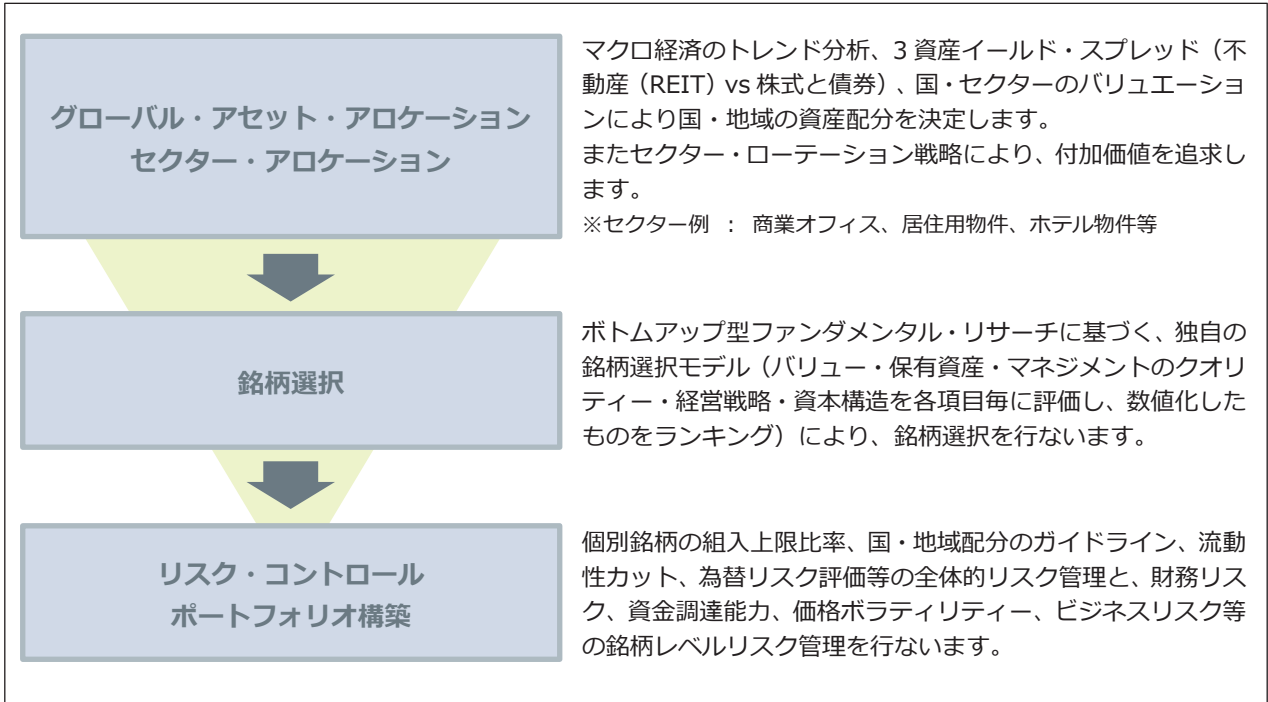 グローバル・アセット・アロケーション
セクター・アロケーション
マクロ経済のトレンド分析、3 資産イールド・スプレッド（不
動産（REIT）vs 株式と債券）、国・セクターのバリュエーショ
ンにより国・地域の資産配分を決定します。
またセクター・ローテーション戦略により、付加価値を追求し
ます。
※セクター例 ： 商業オフィス、居住用物件、ホテル物件等
銘柄選択
ボトムアップ型ファンダメンタル・リサーチに基づく、独自の
銘柄選択モデル（バリュー・保有資産・マネジメントのクオリ
ティー・経営戦略・資本構造を各項目毎に評価し、数値化した
ものをランキング）により、銘柄選択を行ないます。
リスク・コントロール
ポートフォリオ構築
個別銘柄の組入上限比率、国・地域配分のガイドライン、流動
性カット、為替リスク評価等の全体的リスク管理と、財務リス
ク、資金調達能力、価格ボラティリティー、ビジネスリスク等
の銘柄レベルリスク管理を行ないます。